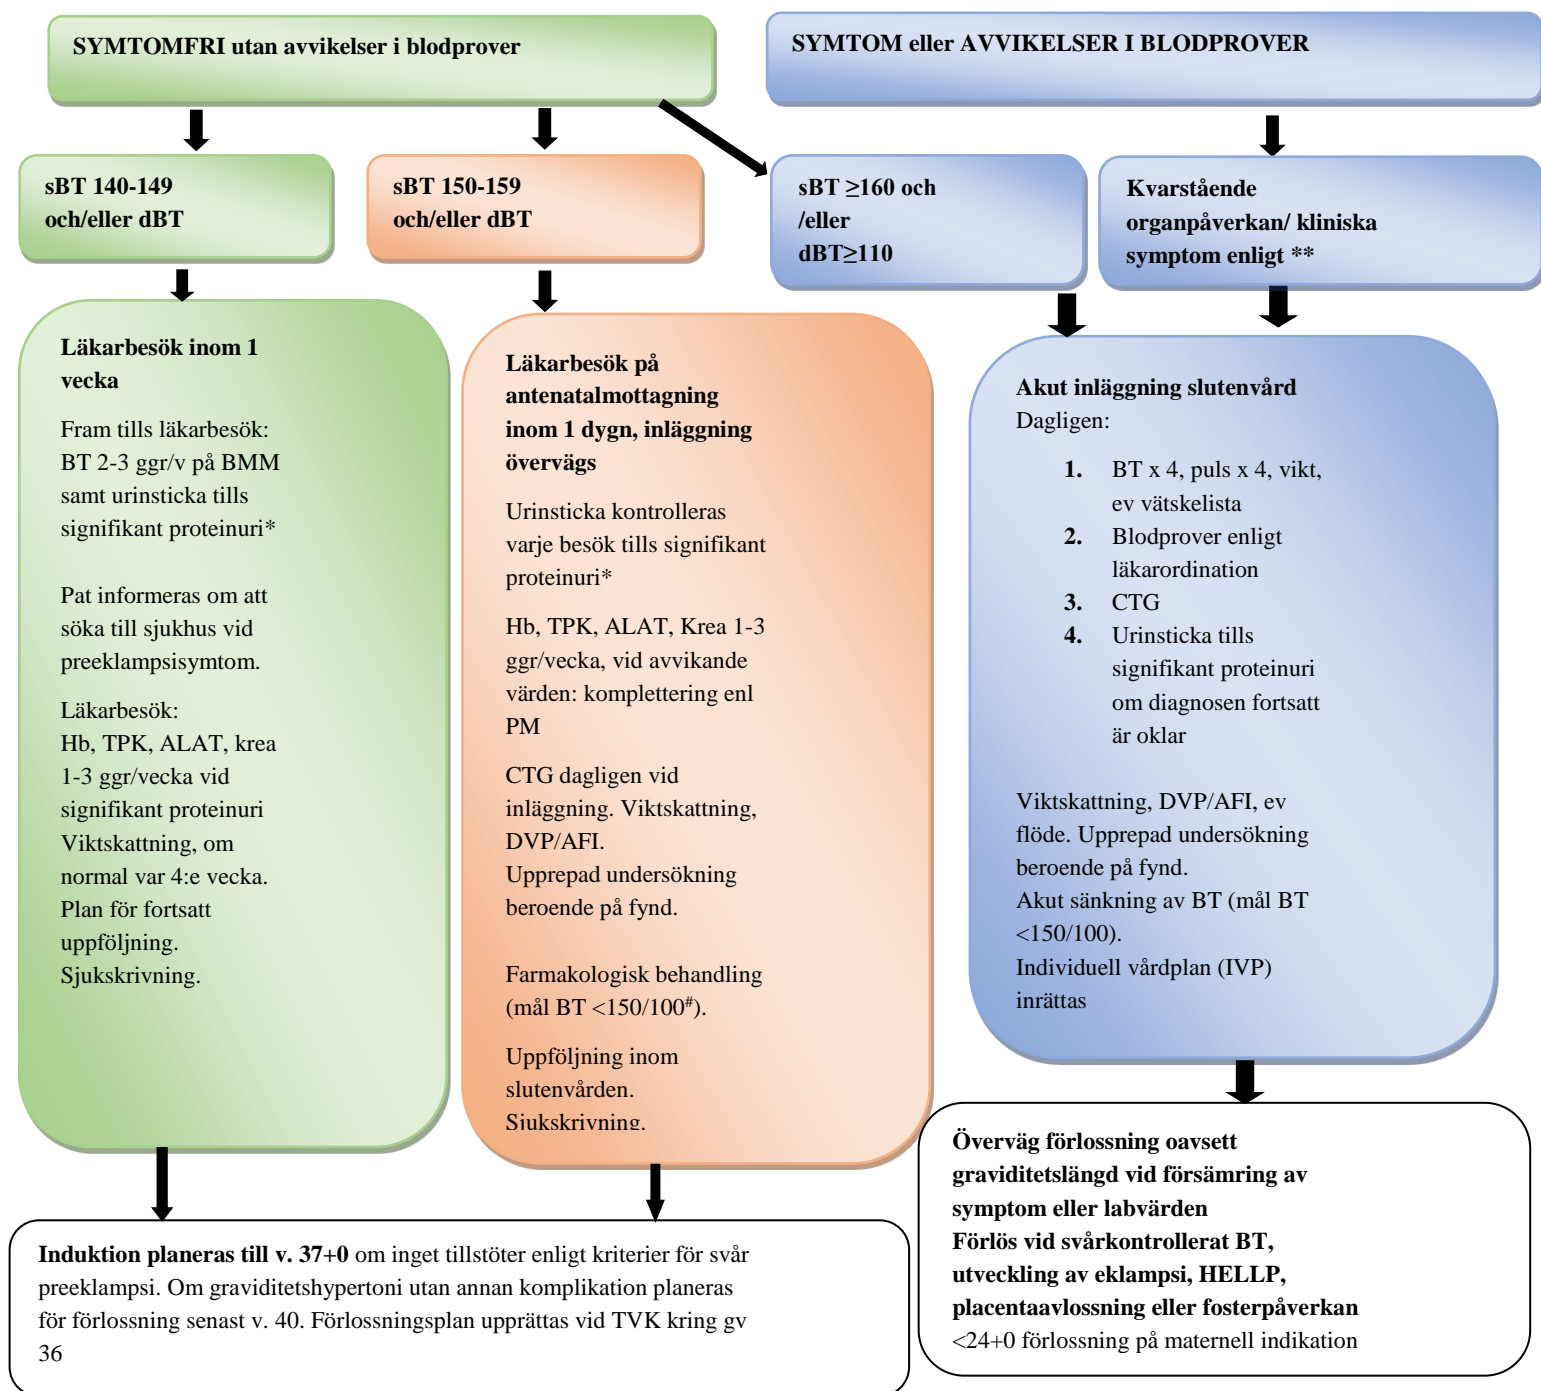 SYMTOMFRI utan avvikelser i blodprover
SYMTOM eller AVVIKELSER I BLODPROVER
sBT 140-149
och/eller dBT
sBT 150-159
och/eller dBT
sBT ≥160 och
/eller
dBT≥110
Kvarstående
organpåverkan/ kliniska
symptom enligt **
Läkarbesök inom 1
vecka
Fram tills läkarbesök:
BT 2-3 ggr/v på BMM
samt urinsticka tills
signifikant proteinuri*
Pat informeras om att
söka till sjukhus vid
preeklampsisymtom.
Läkarbesök:
Hb, TPK, ALAT, krea
1-3 ggr/vecka vid
signifikant proteinuri
Viktskattning, om
normal var 4:e vecka.
Plan för fortsatt
uppföljning.
Sjukskrivning.
Läkarbesök på
antenatalmottagning
inom 1 dygn, inläggning
övervägs
Urinsticka kontrolleras
varje besök tills signifikant
proteinuri*
Hb, TPK, ALAT, Krea 1-3
ggr/vecka, vid avvikande
värden: komplettering enl
PM
CTG dagligen vid
inläggning. Viktskattning,
DVP/AFI.
Upprepad undersökning
beroende på fynd.
Farmakologisk behandling
(mål BT <150/100#).
Uppföljning inom
slutenvården.
Sjukskrivning.
Akut inläggning slutenvård
Dagligen:
1. BT x 4, puls x 4, vikt,
ev vätskelista
2. Blodprover enligt
läkarordination
3. CTG
4. Urinsticka tills
signifikant proteinuri
om diagnosen fortsatt
är oklar
Viktskattning, DVP/AFI, ev
flöde. Upprepad undersökning
beroende på fynd.
Akut sänkning av BT (mål BT
<150/100).
Individuell vårdplan (IVP)
inrättas
Induktion planeras till v. 37+0 om inget tillstöter enligt kriterier för svår
preeklampsi. Om graviditetshypertoni utan annan komplikation planeras
för förlossning senast v. 40. Förlossningsplan upprättas vid TVK kring gv
36
Överväg förlossning oavsett
graviditetslängd vid försämring av
symptom eller labvärden
Förlös vid svårkontrollerat BT,
utveckling av eklampsi, HELLP,
placentaavlossning eller fosterpåverkan
<24+0 förlossning på maternell indikation